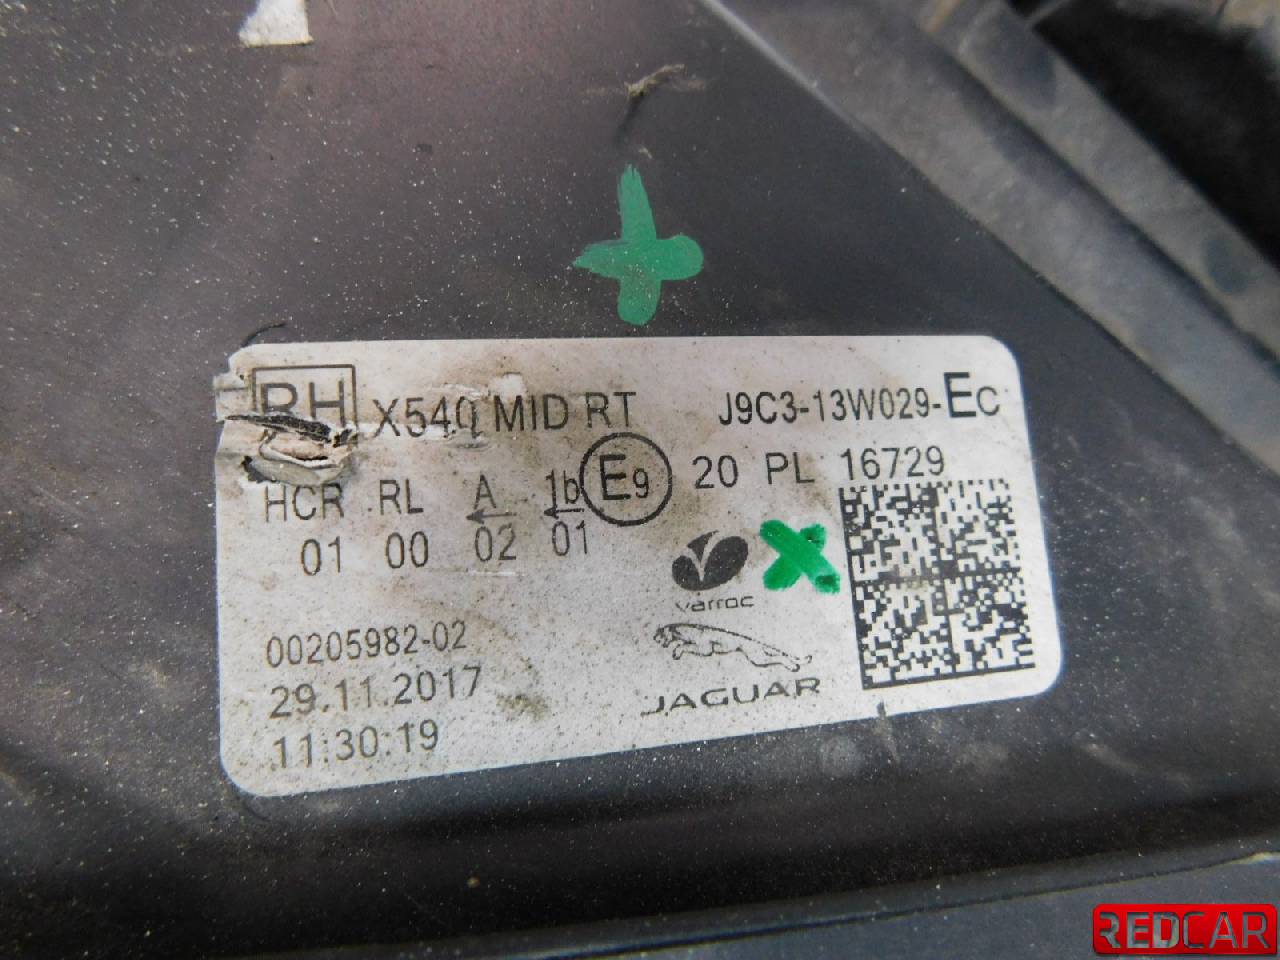 RH X540 MID RT J9C3-13W029-EC
HCR RL A 1b E9 20 PL 16729
01 00 02 01
varroc
00205982-02
JAGUAR
29.11.2017
11:30:19
REDCAR